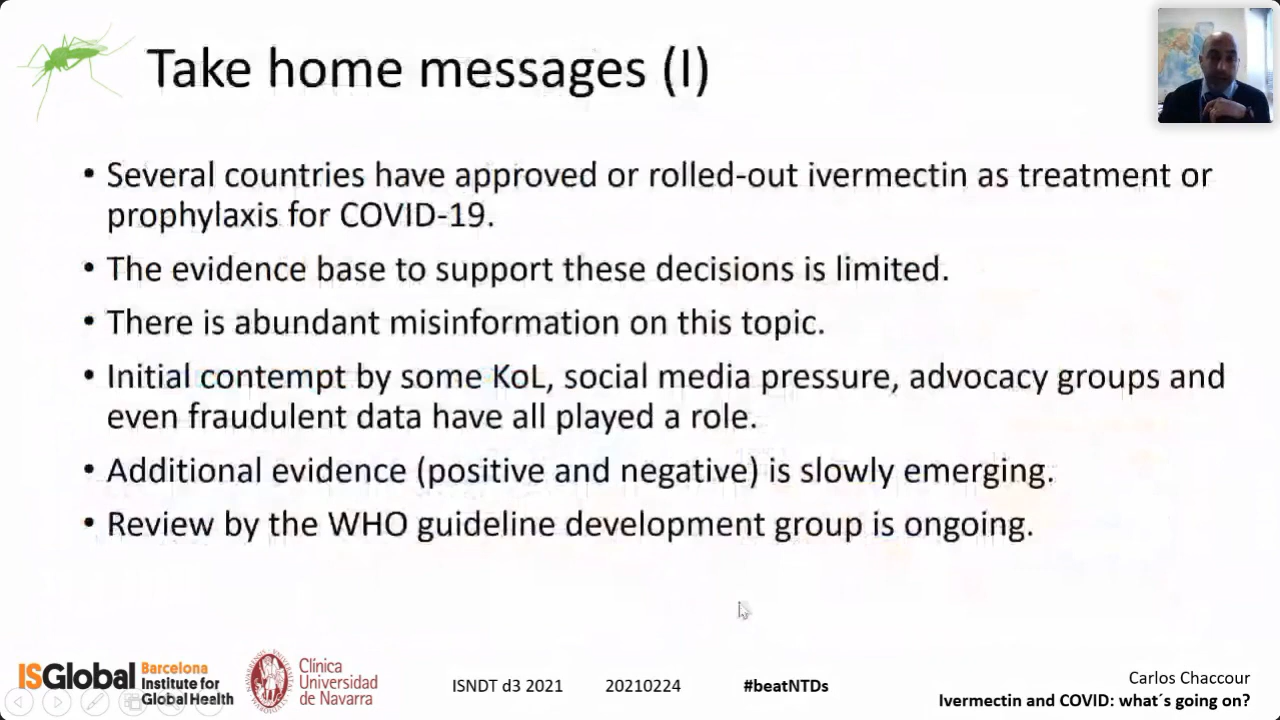 Take home messages (I)
• Several countries have approved or rolled-out ivermectin as treatment or
prophylaxis for COVID-19.
• The evidence base to support these decisions is limited.
• There is abundant misinformation on this topic.
• Initial contempt by some KoL, social media pressure, advocacy groups and
even fraudulent data have all played a role.
• Additional evidence (positive and negative) is slowly emerging.
• Review by the WHO guideline development group is ongoing.
ISGlobal Barcelona
Institute for
Global Health
Clínica
Universidad
de Navarra
ISNDT d3 2021 20210224 #beatNTDs
Carlos Chaccour
Ivermectin and COVID: what´s going on?